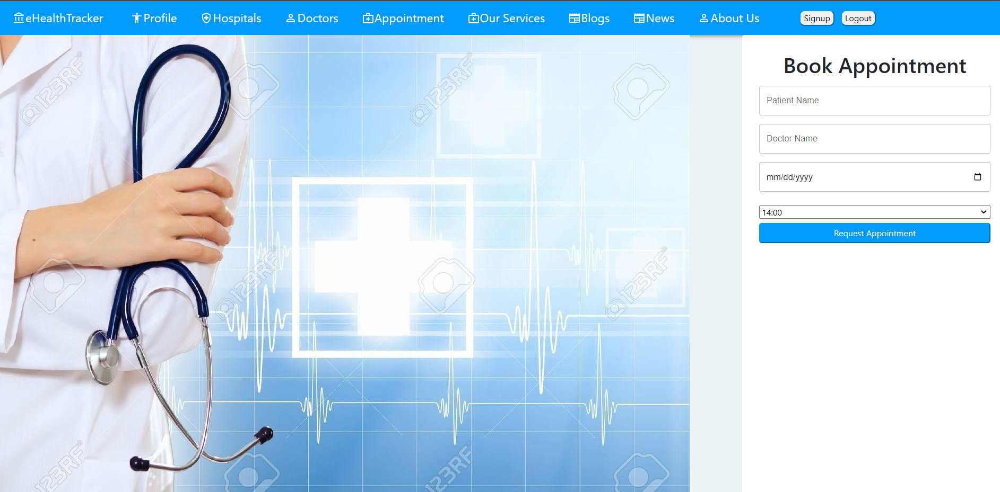 eHealthTracker Profile Hospitals Doctors Appointment Our Services Blogs News About Us Signup Logout
Book Appointment
Patient Name
Doctor Name
mm/dd/yyyy
14:00
Request Appointment
123RF
123RF
123RF
123RF
123RF
123RF